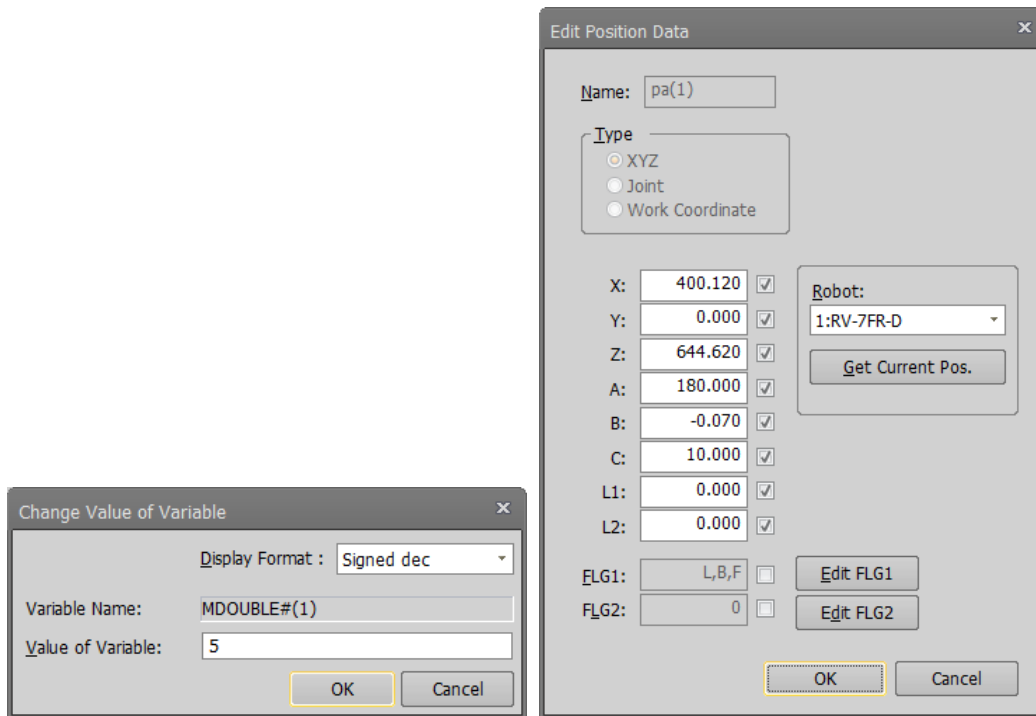 Change Value of Variable
Display Format : Signed dec
Variable Name: MDOUBLE#(1)
Value of Variable: 5
OK Cancel
Edit Position Data
Name: pa(1)
Type
XYZ
Joint
Work Coordinate
X: 400.120
Y: 0.000
Z: 644.620
A: 180.000
B: -0.070
C: 10.000
L1: 0.000
L2: 0.000
Robot:
1:RV-7FR-D
Get Current Pos.
FLG1: L,B,F Edit FLG1
FLG2: 0 Edit FLG2
OK Cancel